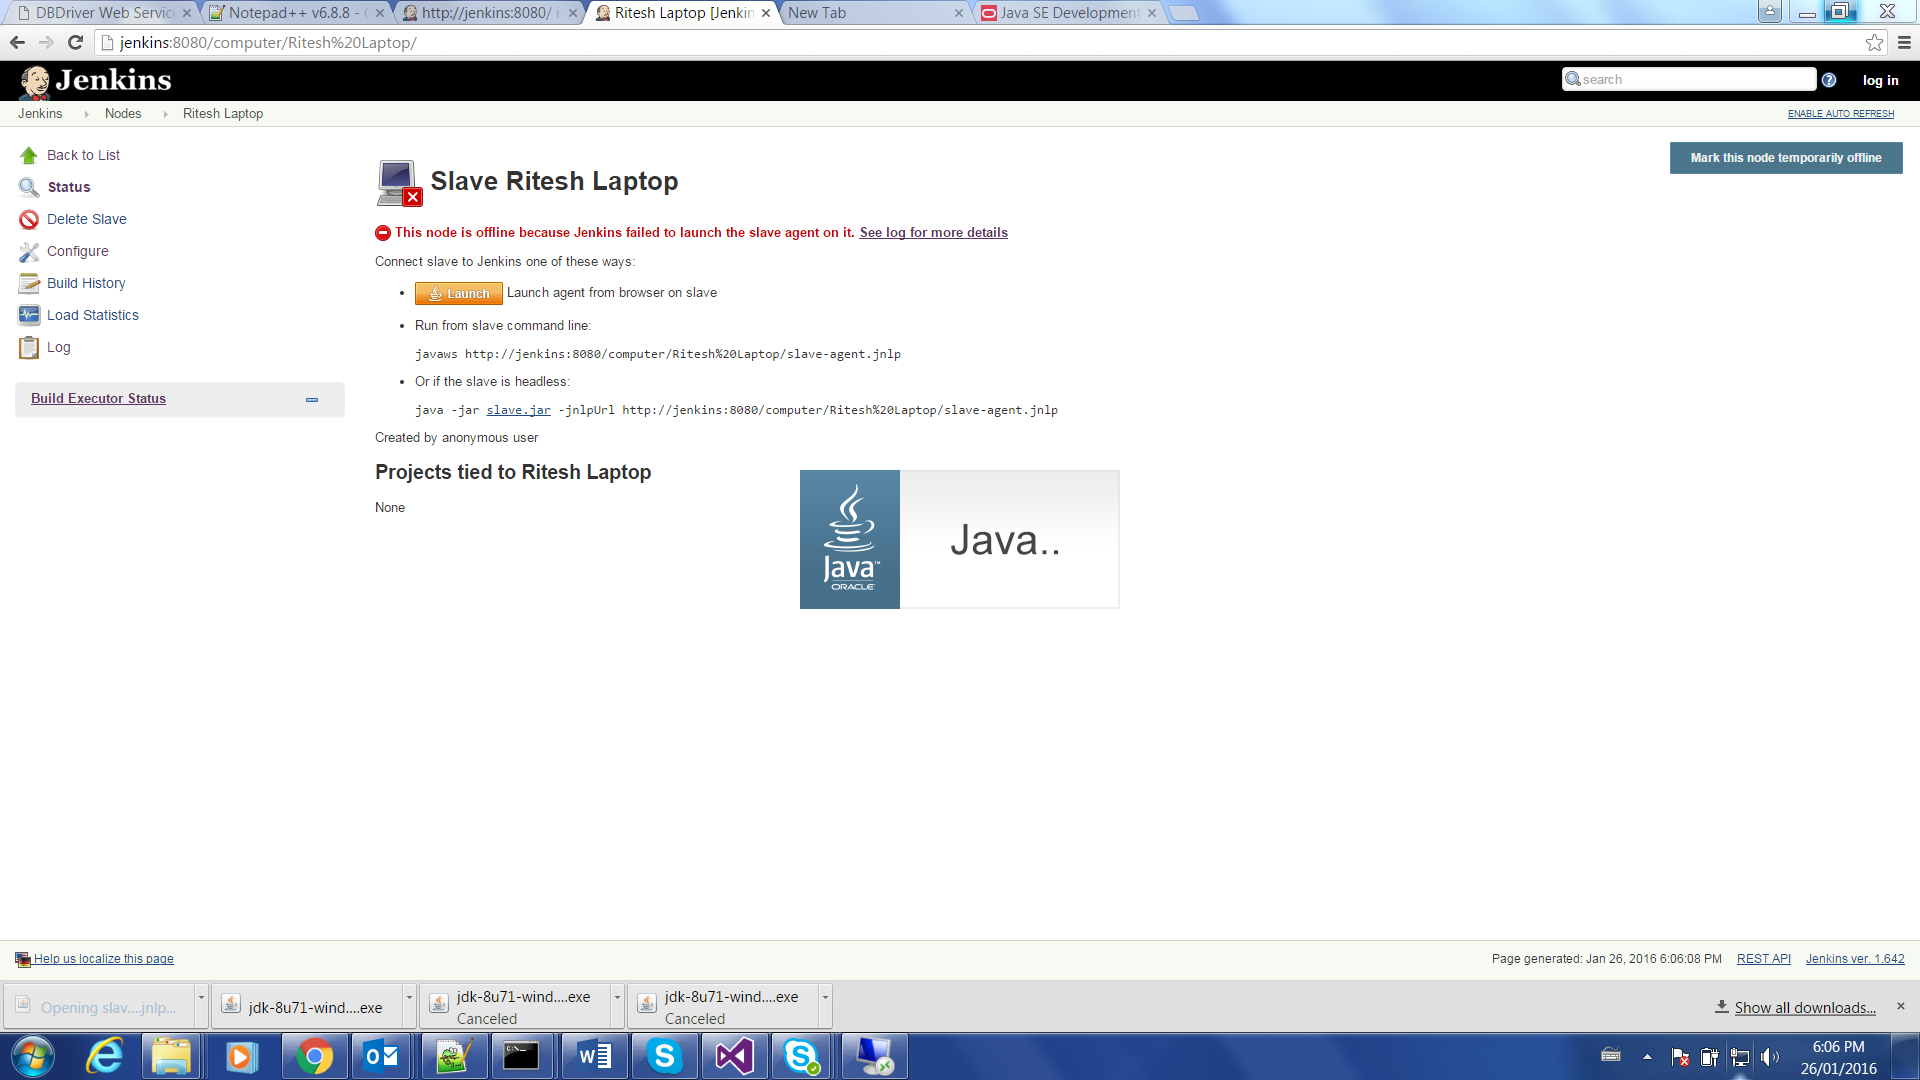 DBDriver Web Servic
Notepad++ v6.8.8 -
http://jenkins:8080/
Ritesh Laptop [Jenkin
New Tab
Java SE Development
jenkins:8080/computer/Ritesh%20Laptop/
Jenkins
search
log in
Jenkins
Nodes
Ritesh Laptop
ENABLE AUTO REFRESH
Back to List
Status
Delete Slave
Configure
Build History
Load Statistics
Log
Build Executor Status
Mark this node temporarily offline
Slave Ritesh Laptop
This node is offline because Jenkins failed to launch the slave agent on it. See log for more details
Connect slave to Jenkins one of these ways:
Launch Launch agent from browser on slave
Run from slave command line:
javaws http://jenkins:8080/computer/Ritesh%20Laptop/slave-agent.jnlp
Or if the slave is headless:
java -jar slave.jar -jnlpUrl http://jenkins:8080/computer/Ritesh%20Laptop/slave-agent.jnlp
Created by anonymous user
Projects tied to Ritesh Laptop
None
Java™
ORACLE
Java..
Help us localize this page
Page generated: Jan 26, 2016 6:06:08 PM
REST API
Jenkins ver. 1.642
Opening slav....jnlp...
jdk-8u71-wind....exe
jdk-8u71-wind....exe
Canceled
jdk-8u71-wind....exe
Canceled
Show all downloads...
6:06 PM
26/01/2016